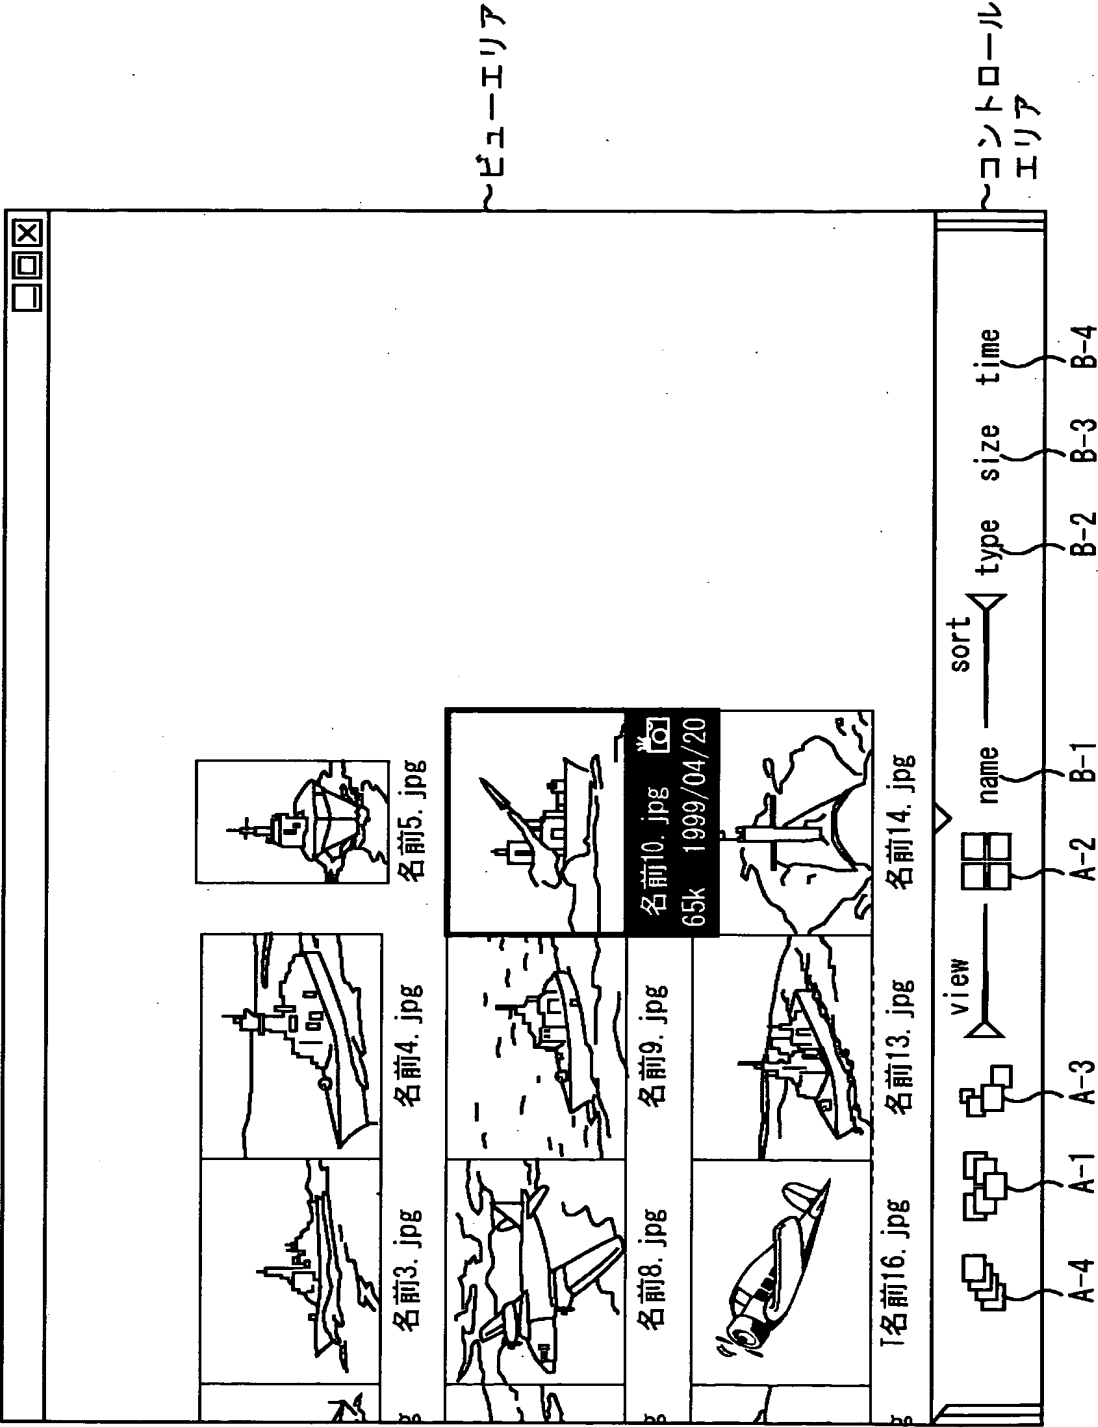 ビューエリア
名前3. jpg
名前4. jpg
名前5. jpg
名前8. jpg
名前9. jpg
名前10. jpg
65k 1999/04/20
T名前16. jpg
名前13. jpg
名前14. jpg
view
sort
name
type
size
time
コントロール
エリア
A-4
A-1
A-3
A-2
B-1
B-2
B-3
B-4